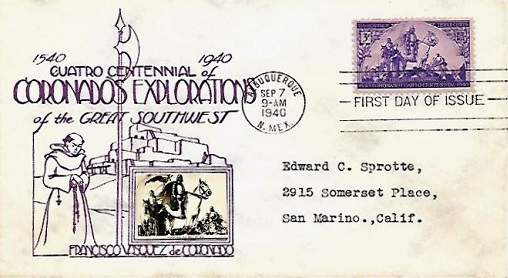 1540 1940
CUATRO CENTENNIAL of
CORONADO'S EXPLORATIONS
of the GREAT SOUTHWEST
FRANCISCO VASQUEZ de CORONADO
ALBUQUERQUE
SEP 7
9-AM
1940
N. MEX.
3¢
FIRST DAY OF ISSUE
Edward C. Sprotte,
2915 Somerset Place,
San Marino.,Calif.